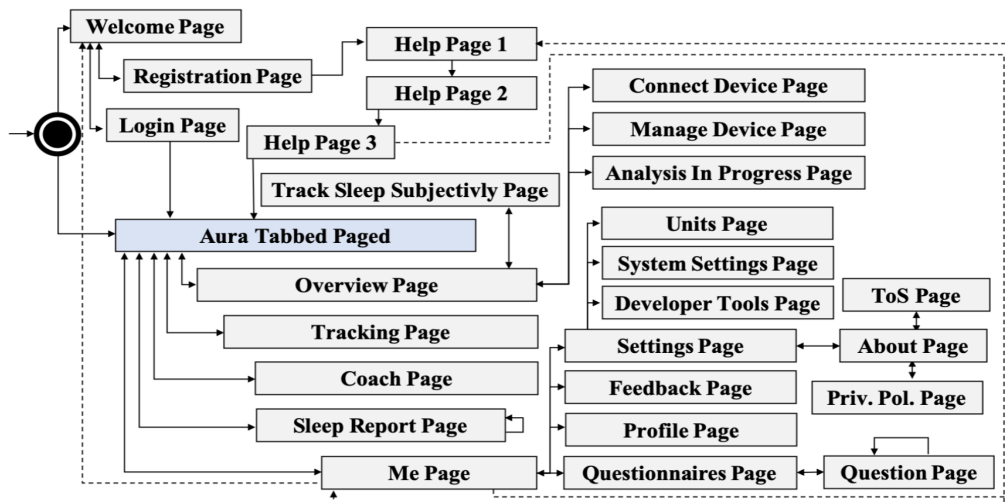 Welcome Page
Help Page 1
Registration Page
Connect Device Page
Help Page 2
Login Page
Manage Device Page
Help Page 3
Analysis In Progress Page
Track Sleep Subjectivly Page
Units Page
Aura Tabbed Paged
System Settings Page
Overview Page
Developer Tools Page
ToS Page
Tracking Page
Settings Page
About Page
Coach Page
Feedback Page
Priv. Pol. Page
Sleep Report Page
Profile Page
Me Page
Questionnaires Page
Question Page